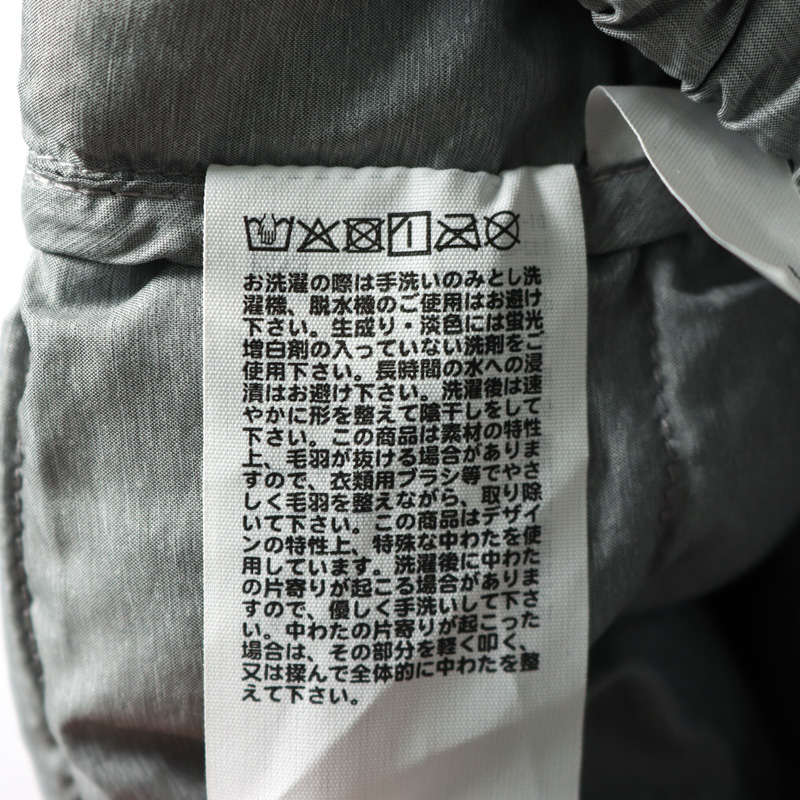 お洗濯の際は手洗いのみとし洗
濯機、脱水機のご使用はお避け
下さい。生成り・淡色には蛍光
増白剤の入っていない洗剤をご
使用下さい。長時間の水への浸
漬はお避け下さい。洗濯後は速
やかに形を整えて陰干しをして
下さい。この商品は素材の特性
上、毛羽が抜ける場合がありま
すので、衣類用ブラシ等でやさ
しく毛羽を整えながら、取り除
いて下さい。この商品はデザイ
ンの特性上、特殊な中わたを使
用しています。洗濯後に中わた
の片寄りが起こる場合がありま
すので、優しく手洗いして下さ
い。中わたの片寄りが起こった
場合は、その部分を軽く叩く、
又は揉んで全体的に中わたを整
えて下さい。